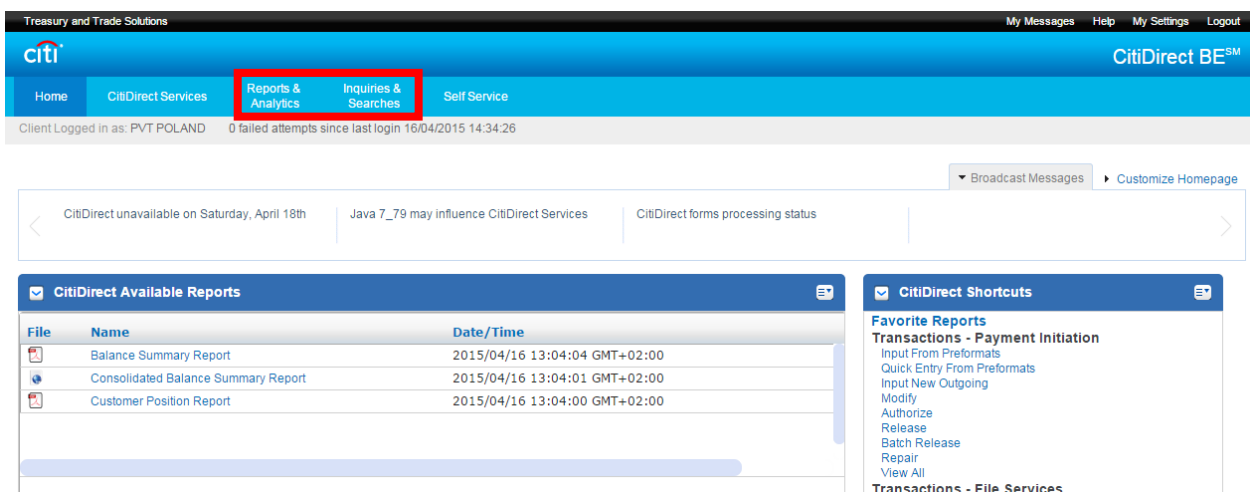 Treasury and Trade Solutions My Messages Help My Settings Logout
citi CitiDirect BE SM
Home CitiDirect Services Reports & Analytics Inquiries & Searches Self Service
Client Logged in as: PVT POLAND 0 failed attempts since last login 16/04/2015 14:34:26
Broadcast Messages Customize Homepage
CitiDirect unavailable on Saturday, April 18th Java 7_79 may influence CitiDirect Services CitiDirect forms processing status
CitiDirect Available Reports
File Name Date/Time
Balance Summary Report 2015/04/16 13:04:04 GMT+02:00
Consolidated Balance Summary Report 2015/04/16 13:04:01 GMT+02:00
Customer Position Report 2015/04/16 13:04:00 GMT+02:00
CitiDirect Shortcuts
Favorite Reports
Transactions - Payment Initiation
Input From Preformats
Quick Entry From Preformats
Input New Outgoing
Modify
Authorize
Release
Batch Release
Repair
View All
Transactions - File Services